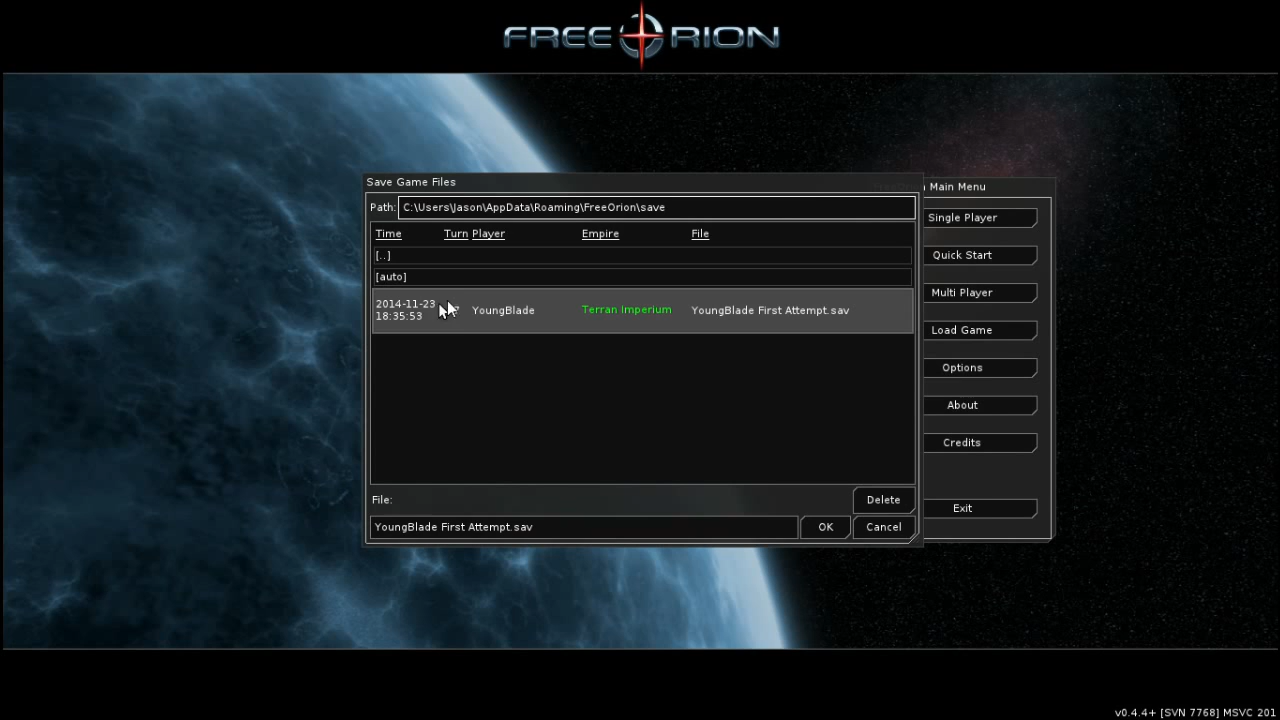 FREE RION
Save Game Files
Path: C:\Users\Jason\AppData\Roaming\FreeOrion\save
Time Turn Player Empire File
[..]
[auto]
2014-11-23
18:35:53
YoungBlade Terran Imperium YoungBlade First Attempt.sav
File:
Delete
YoungBlade First Attempt.sav
OK
Cancel
Main Menu
Single Player
Quick Start
Multi Player
Load Game
Options
About
Credits
Exit
v0.4.4+ [SVN 7768] MSVC 201